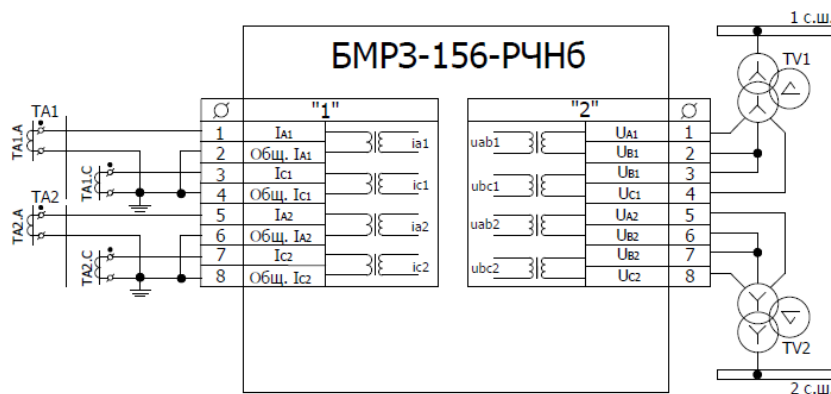 1 с.ш.
БМРЗ-156-РЧНб
TV1
TA1
TA1.A
TA1.C
TA2
TA2.A
TA2.C
Ø "1"
1 IA1 ia1
2 Общ. IA1
3 IC1 ic1
4 Общ. IC1
5 IA2 ia2
6 Общ. IA2
7 IC2 ic2
8 Общ. IC2
"2" Ø
uab1 UA1 1
UB1 2
ubc1 UB1 3
UC1 4
uab2 UA2 5
UB2 6
ubc2 UB2 7
UC2 8
TV2
2 с.ш.